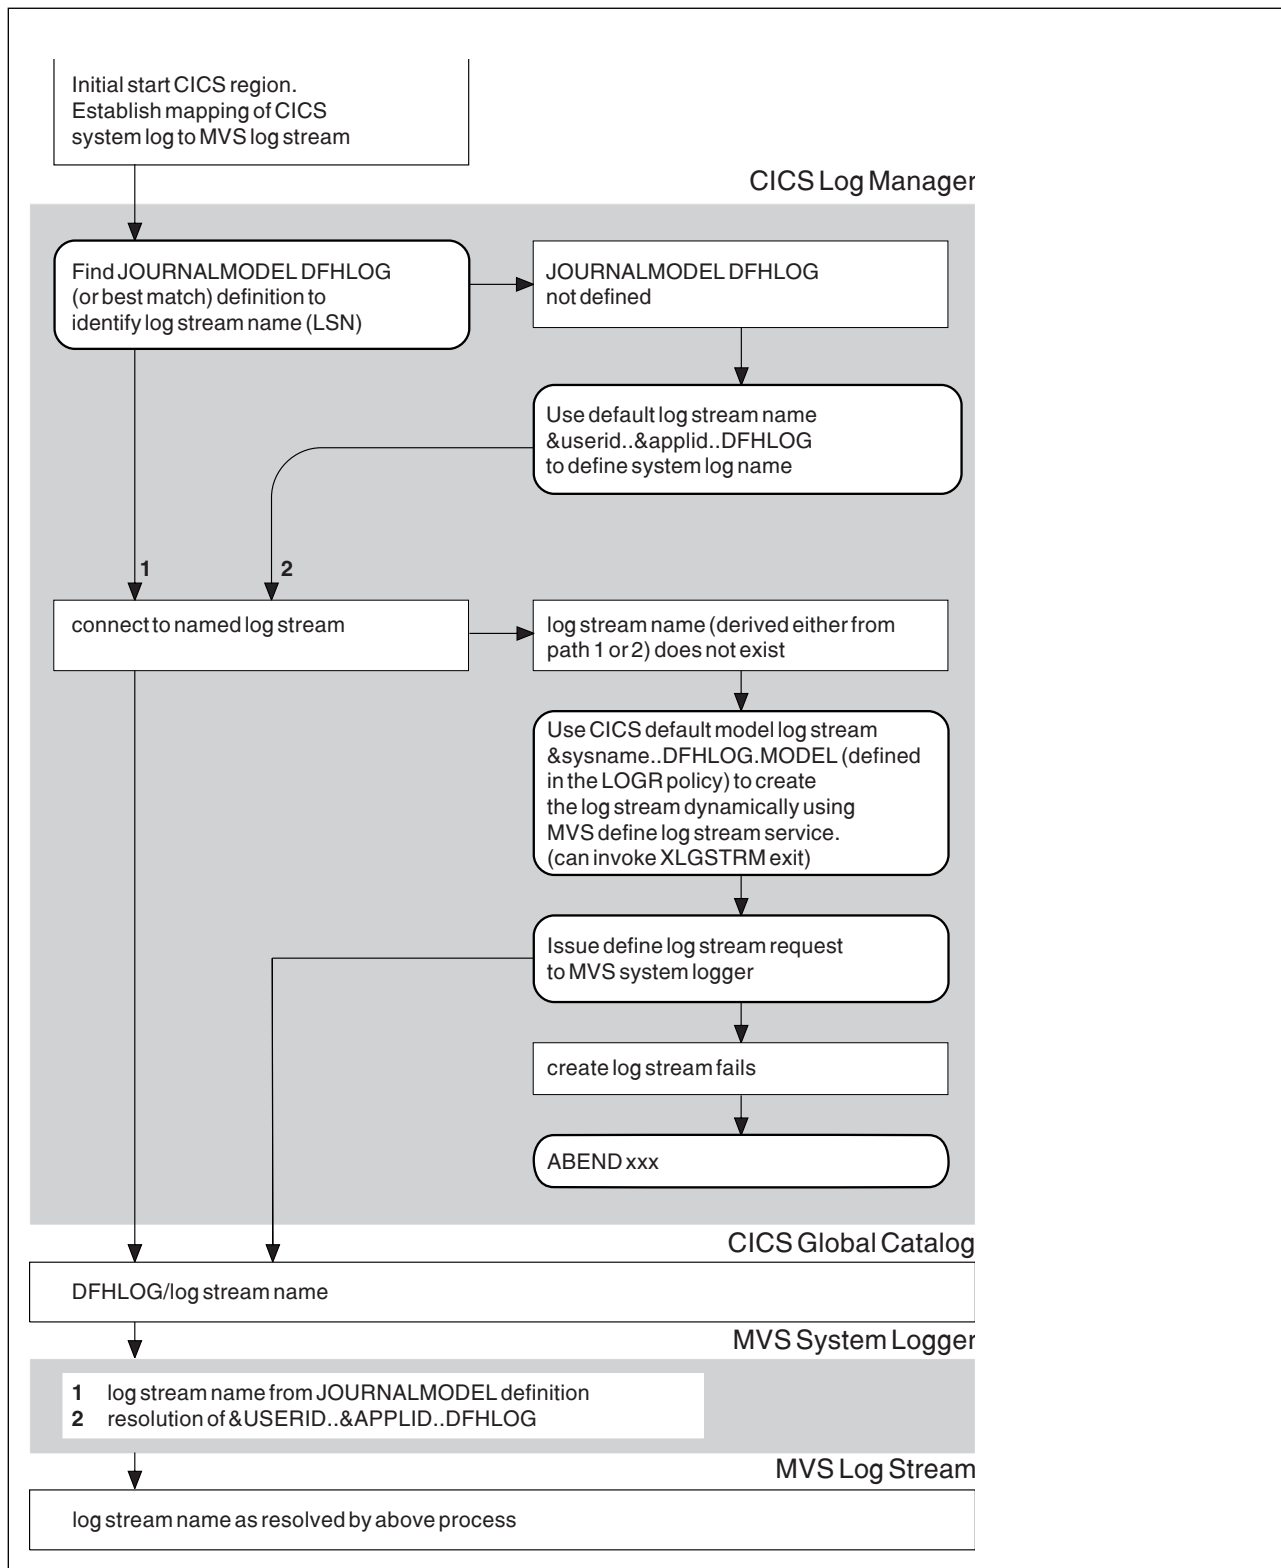 Initial start CICS region.
Establish mapping of CICS
system log to MVS log stream
CICS Log Manager
Find JOURNALMODEL DFHLOG
(or best match) definition to
identify log stream name (LSN)
JOURNALMODEL DFHLOG
not defined
Use default log stream name
&userid..&applid..DFHLOG
to define system log name
1
2
connect to named log stream
log stream name (derived either from
path 1 or 2) does not exist
Use CICS default model log stream
&sysname..DFHLOG.MODEL (defined
in the LOGR policy) to create
the log stream dynamically using
MVS define log stream service.
(can invoke XLGSTRM exit)
Issue define log stream request
to MVS system logger
create log stream fails
ABEND xxx
CICS Global Catalog
DFHLOG/log stream name
MVS System Logger
1 log stream name from JOURNALMODEL definition
2 resolution of &USERID..&APPLID..DFHLOG
MVS Log Stream
log stream name as resolved by above process